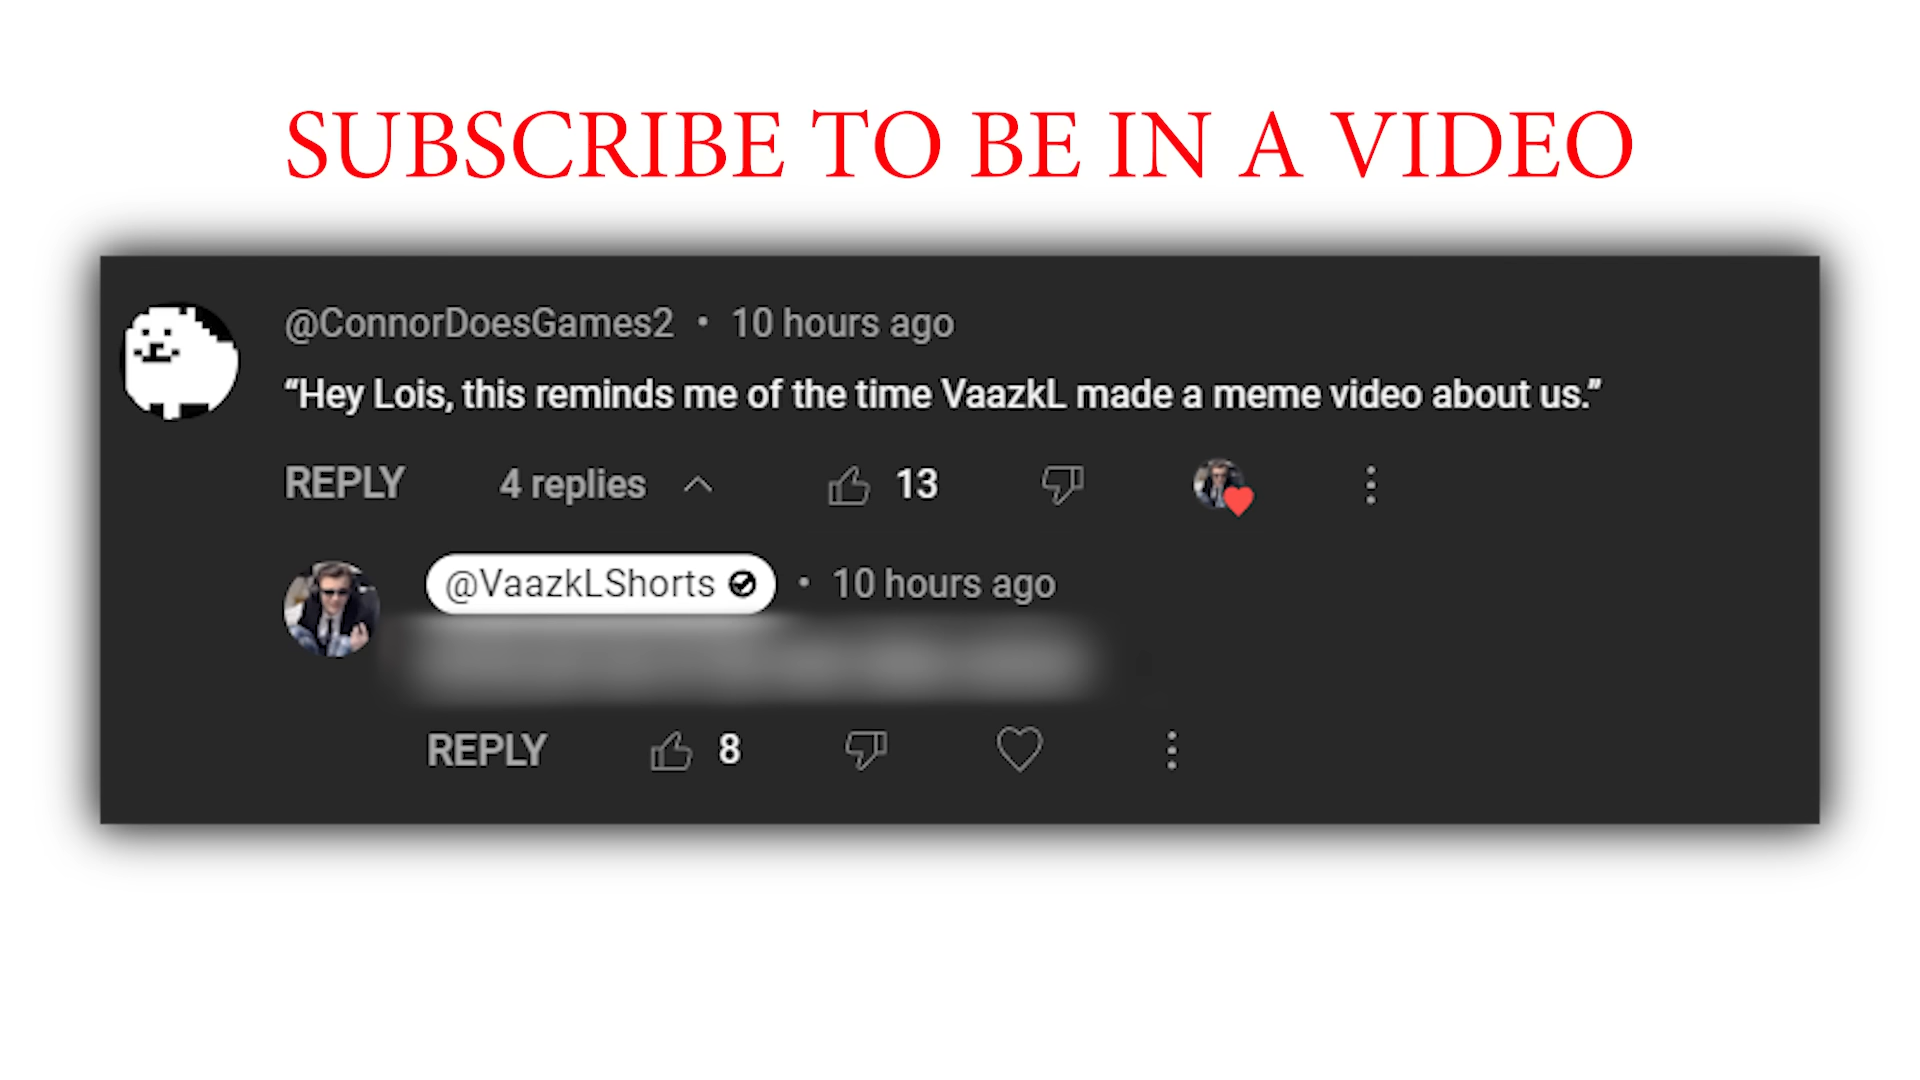 SUBSCRIBE TO BE IN A VIDEO
@ConnorDoesGames2 • 10 hours ago
“Hey Lois, this reminds me of the time VaazkL made a meme video about us.”
REPLY 4 replies 13
@VaazkLShorts • 10 hours ago
REPLY 8